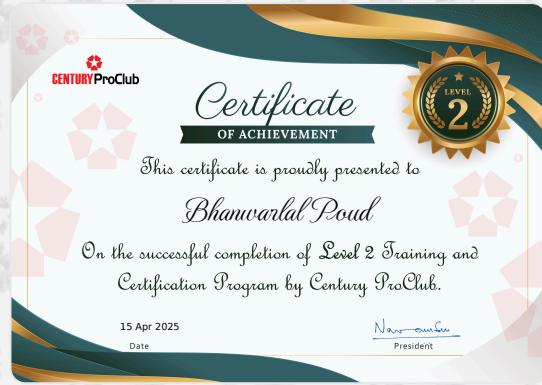 CENTURY ProClub
LEVEL
2
Certificate
OF ACHIEVEMENT
This certificate is proudly presented to
Bhanwarlal Poud
On the successful completion of Level 2 Training and
Certification Program by Century ProClub.
15 Apr 2025
Date
President